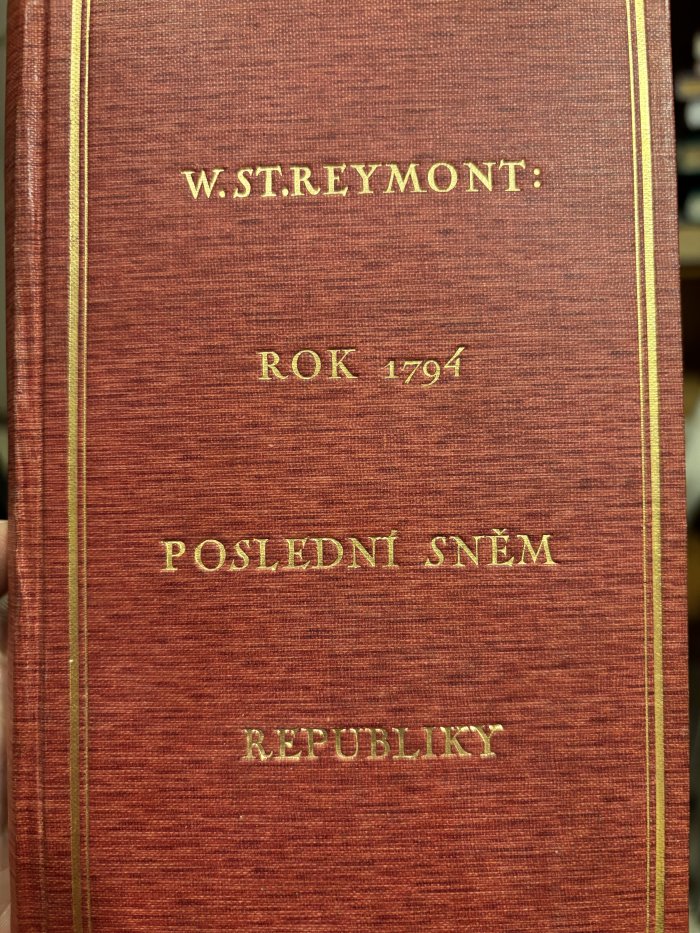 W. ST. REYMONT:
ROK 1794
POSLEDNÍ SNĚM
REPUBLIKY